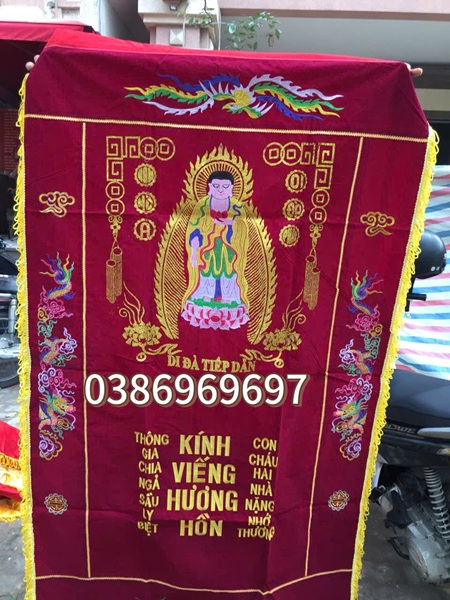 DI ĐÀ TIẾP DẪN
0386969697
THÔNG
GIA
CHIA
NGẢ
SẦU
LY
BIỆT
KÍNH
VIẾNG
HƯƠNG
HỒN
CON
CHÁU
HAI
NHÀ
NẶNG
NHỚ
THƯƠNG